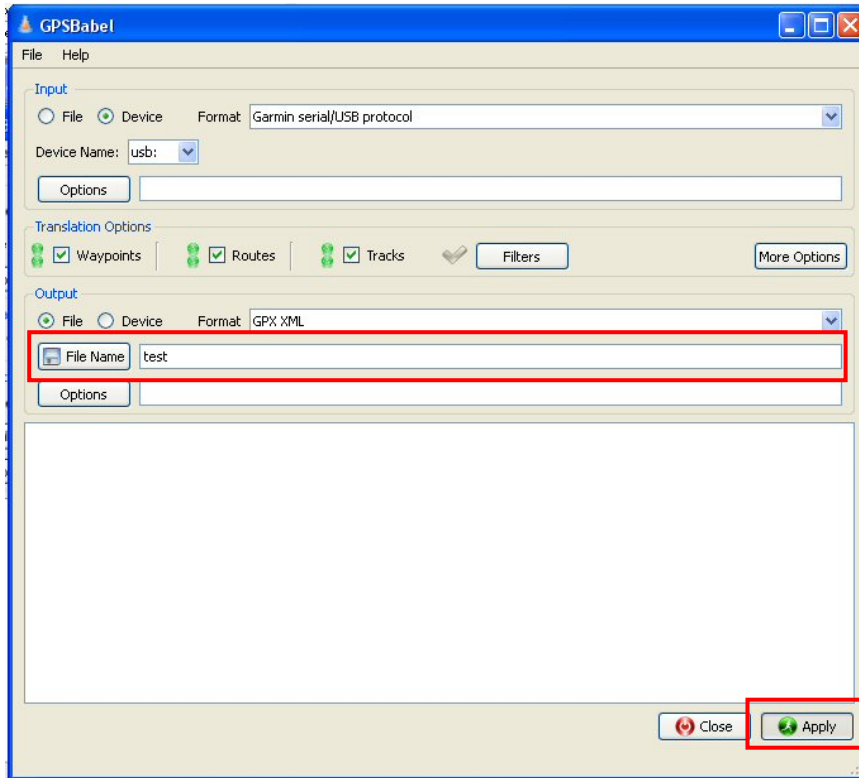 GPSBabel
File Help
Input
File Device Format Garmin serial/USB protocol
Device Name: usb:
Options
Translation Options
Waypoints Routes Tracks Filters More Options
Output
File Device Format GPX XML
File Name test
Options
Close Apply